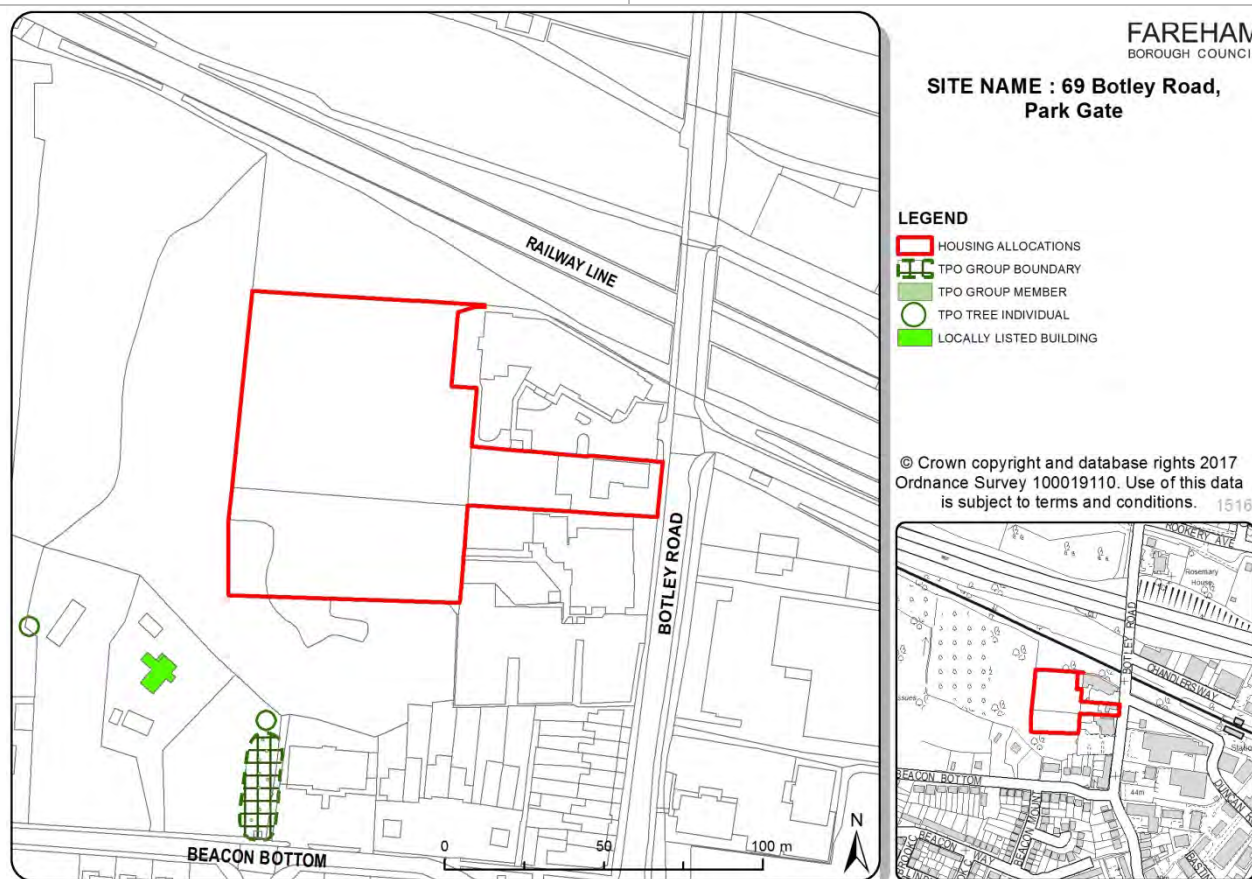 FAREHAM
BOROUGH COUNCI
SITE NAME : 69 Botley Road,
Park Gate
LEGEND
HOUSING ALLOCATIONS
TPO GROUP BOUNDARY
TPO GROUP MEMBER
TPO TREE INDIVIDUAL
LOCALLY LISTED BUILDING
© Crown copyright and database rights 2017
Ordnance Survey 100019110. Use of this data
is subject to terms and conditions.
1516
RAILWAY LINE
BOTLEY ROAD
BEACON BOTTOM
0 50 100 m
N
ROOKERY AVE
Rosemary
House
BOTLEY ROAD
CHANDLERS WAY
BEACON BOTTOM
44m
BEACON MOUNT
BEACON WAY